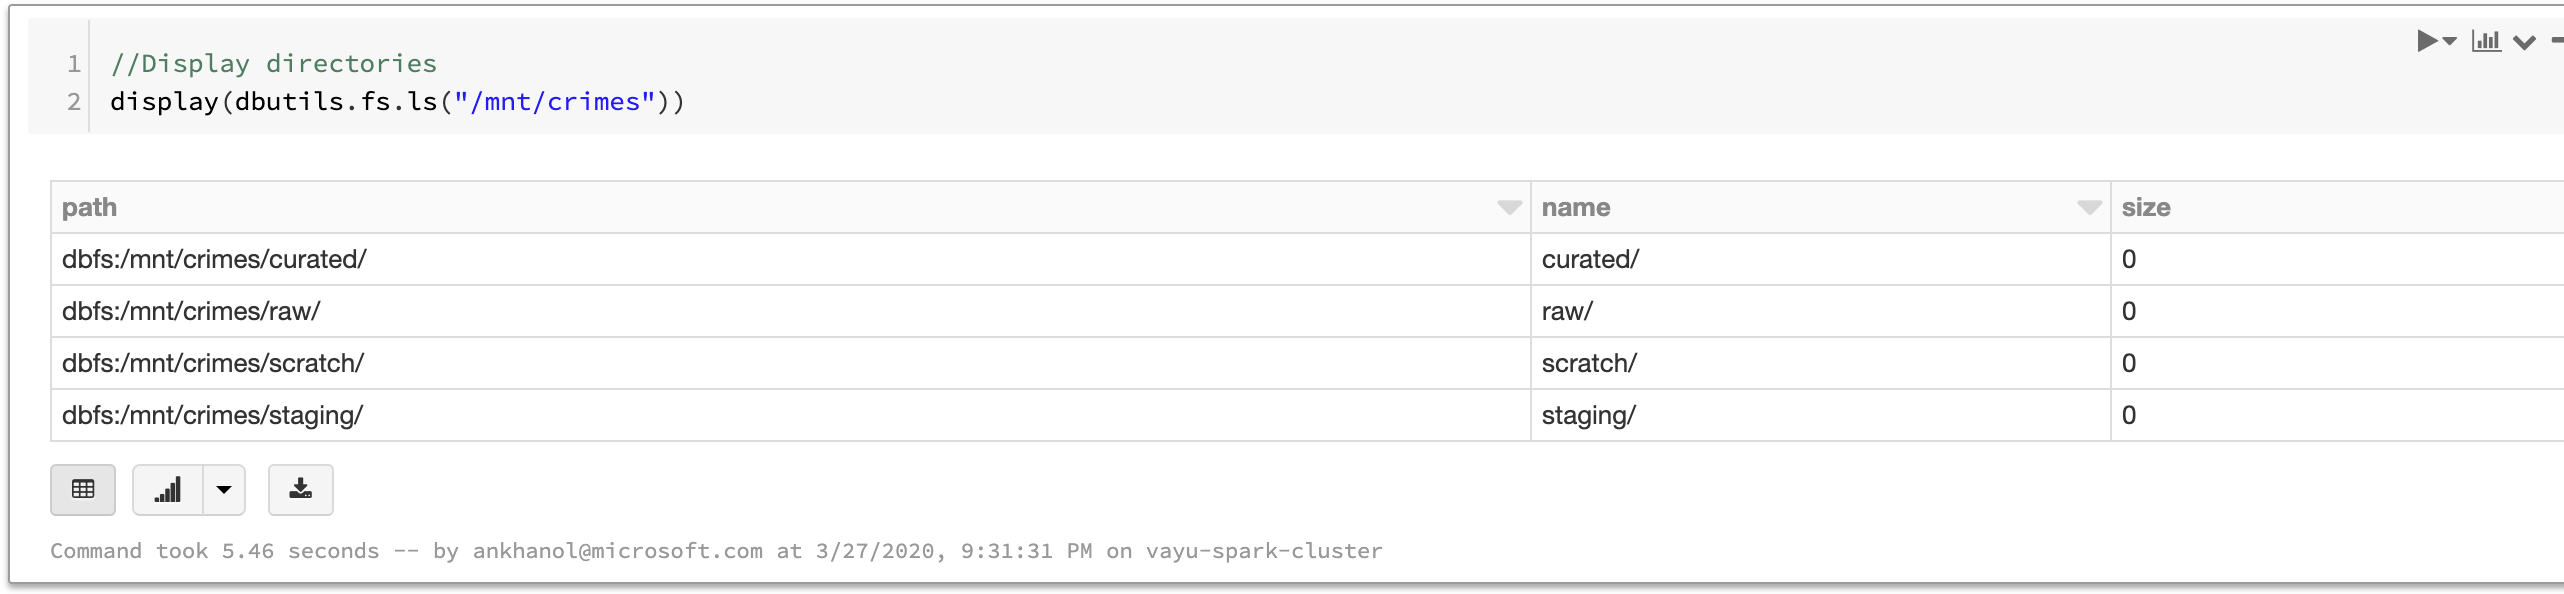 1 //Display directories
2 display(dbutils.fs.ls("/mnt/crimes"))
path name size
dbfs:/mnt/crimes/curated/ curated/ 0
dbfs:/mnt/crimes/raw/ raw/ 0
dbfs:/mnt/crimes/scratch/ scratch/ 0
dbfs:/mnt/crimes/staging/ staging/ 0
Command took 5.46 seconds -- by ankhanol@microsoft.com at 3/27/2020, 9:31:31 PM on vayu-spark-cluster